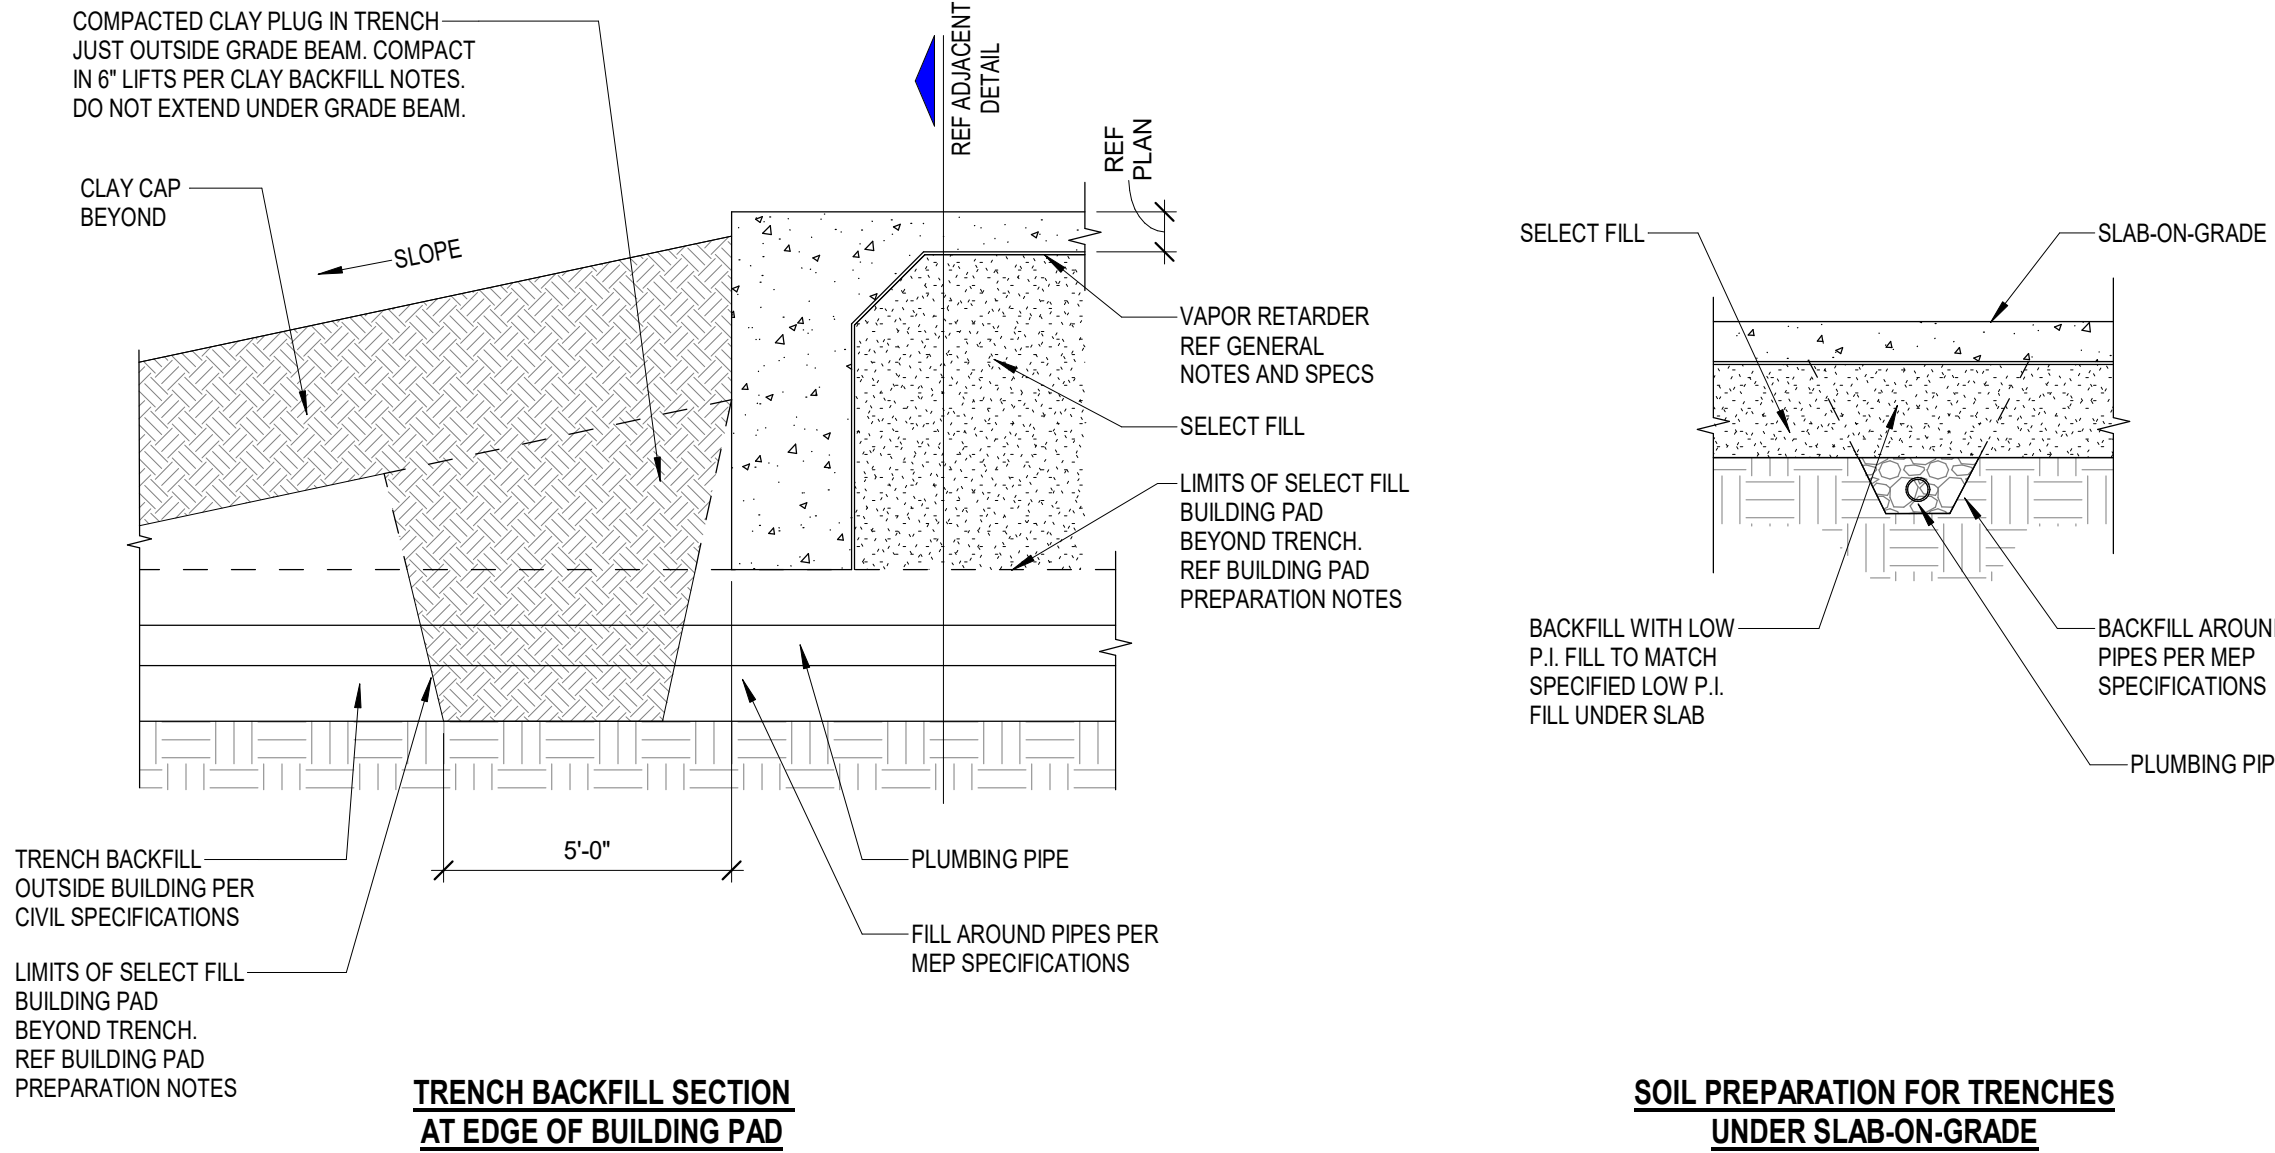 COMPACTED CLAY PLUG IN TRENCH
JUST OUTSIDE GRADE BEAM. COMPACT
IN 6" LIFTS PER CLAY BACKFILL NOTES.
DO NOT EXTEND UNDER GRADE BEAM.
CLAY CAP
BEYOND
SLOPE
REF ADJACENT
DETAIL
REF
PLAN
VAPOR RETARDER
REF GENERAL
NOTES AND SPECS
SELECT FILL
LIMITS OF SELECT FILL
BUILDING PAD
BEYOND TRENCH.
REF BUILDING PAD
PREPARATION NOTES
5'-0"
TRENCH BACKFILL
OUTSIDE BUILDING PER
CIVIL SPECIFICATIONS
PLUMBING PIPE
FILL AROUND PIPES PER
MEP SPECIFICATIONS
LIMITS OF SELECT FILL
BUILDING PAD
BEYOND TRENCH.
REF BUILDING PAD
PREPARATION NOTES
TRENCH BACKFILL SECTION
AT EDGE OF BUILDING PAD
SELECT FILL
SLAB-ON-GRADE
BACKFILL WITH LOW
P.I. FILL TO MATCH
SPECIFIED LOW P.I.
FILL UNDER SLAB
BACKFILL AROUN
PIPES PER MEP
SPECIFICATIONS
PLUMBING PIP
SOIL PREPARATION FOR TRENCHES
UNDER SLAB-ON-GRADE